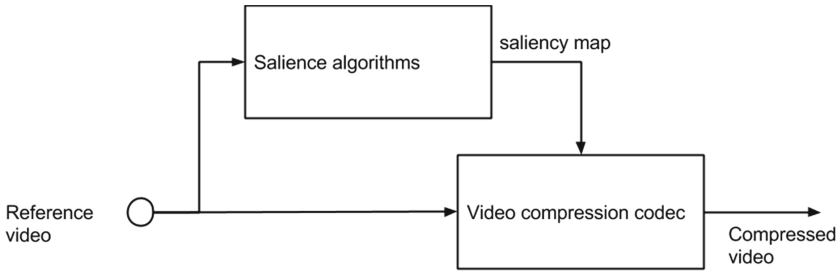 saliency map
Salience algorithms
Reference
video
Video compression codec
Compressed
video